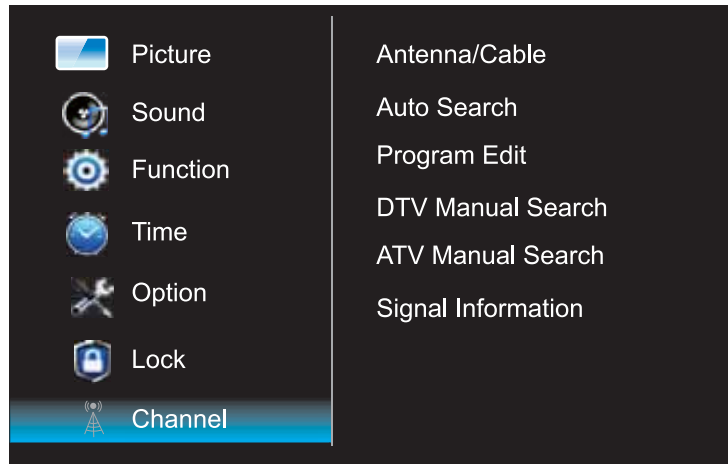 Picture
Sound
Function
Time
Option
Lock
Channel
Antenna/Cable
Auto Search
Program Edit
DTV Manual Search
ATV Manual Search
Signal Information